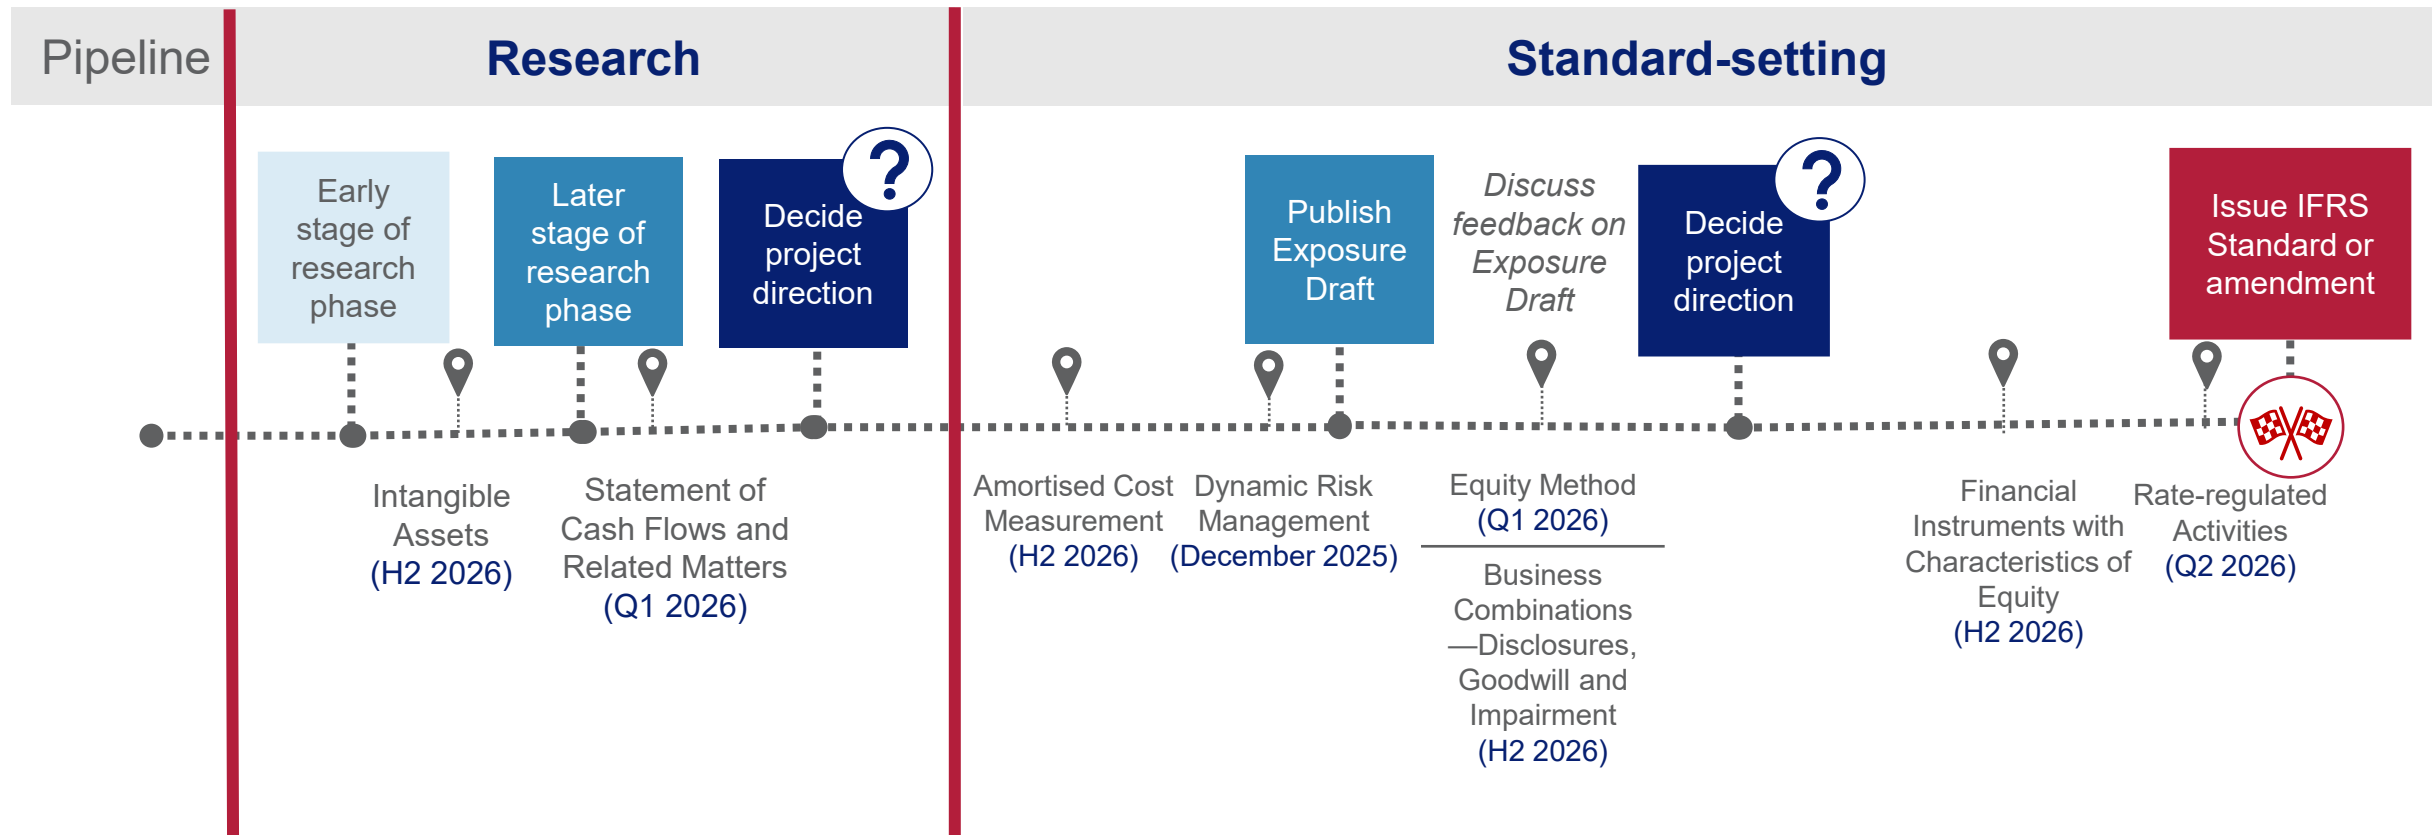 Pipeline
Research
Standard-setting
Early
stage of
research
phase
Later
stage of
research
phase
Decide
project
direction
?
Publish
Exposure
Draft
Discuss
feedback on
Exposure
Draft
Decide
project
direction
?
Issue IFRS
Standard or
amendment
Intangible
Assets
(H2 2026)
Statement of
Cash Flows and
Related Matters
(Q1 2026)
Amortised Cost
Measurement
(H2 2026)
Dynamic Risk
Management
(December 2025)
Equity Method
(Q1 2026)
Business
Combinations
—Disclosures,
Goodwill and
Impairment
(H2 2026)
Financial
Instruments with
Characteristics of
Equity
(H2 2026)
Rate-regulated
Activities
(Q2 2026)